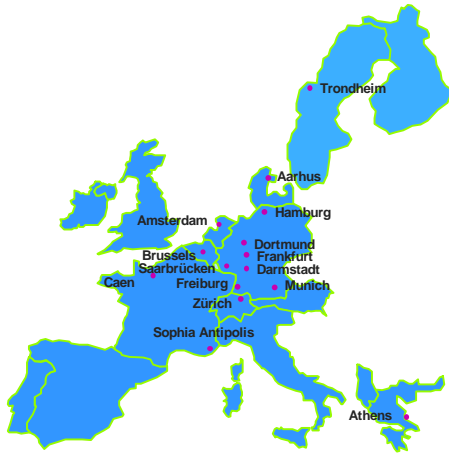 Trondheim
Aarhus
Hamburg
Amsterdam
Dortmund
Brussels
Frankfurt
Saarbrücken
Darmstadt
Caen
Freiburg
Munich
Zürich
Sophia Antipolis
Athens